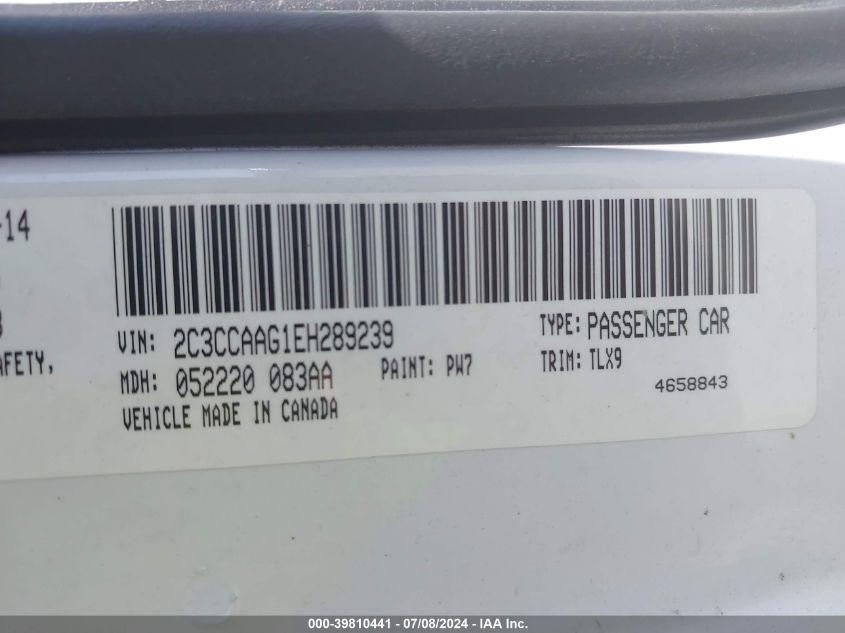 -14
VIN: 2C3CCAAG1EH289239 TYPE: PASSENGER CAR
AFETY, MDH: 052220 083AA PAINT: PW7 TRIM: TLX9
VEHICLE MADE IN CANADA 4658843
000-39810441 - 07/08/2024 - IAA Inc.